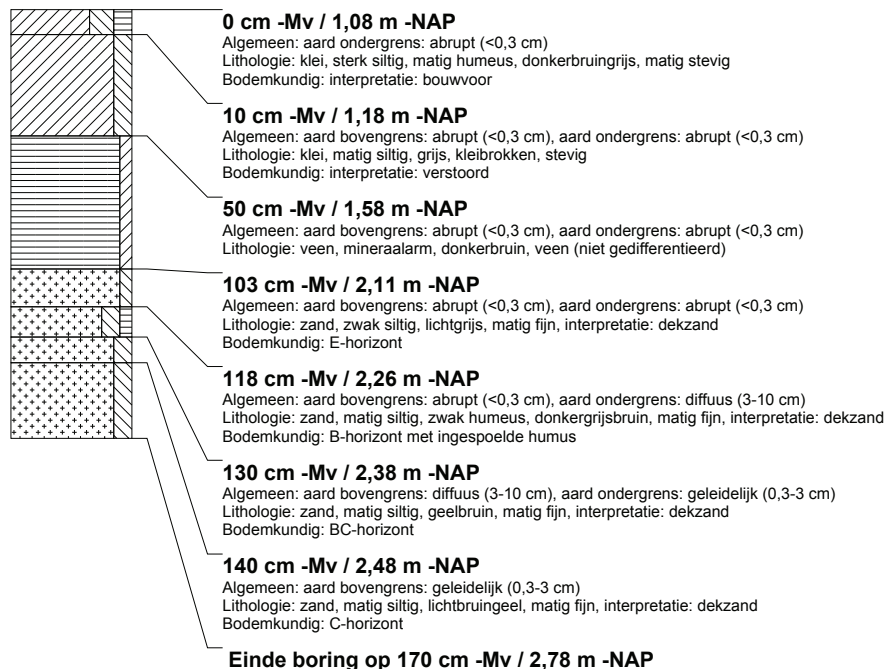 0 cm -Mv / 1,08 m -NAP
Algemeen: aard ondergrens: abrupt (<0,3 cm)
Lithologie: klei, sterk siltig, matig humeus, donkerbruingrijs, matig stevig
Bodemkundig: interpretatie: bouwvoor
10 cm -Mv / 1,18 m -NAP
Algemeen: aard bovengrens: abrupt (<0,3 cm), aard ondergrens: abrupt (<0,3 cm)
Lithologie: klei, matig siltig, grijs, kleibrokken, stevig
Bodemkundig: interpretatie: verstoord
50 cm -Mv / 1,58 m -NAP
Algemeen: aard bovengrens: abrupt (<0,3 cm), aard ondergrens: abrupt (<0,3 cm)
Lithologie: veen, mineraalarm, donkerbruin, veen (niet gedifferentieerd)
103 cm -Mv / 2,11 m -NAP
Algemeen: aard bovengrens: abrupt (<0,3 cm), aard ondergrens: abrupt (<0,3 cm)
Lithologie: zand, zwak siltig, lichtgrijs, matig fijn, interpretatie: dekzand
Bodemkundig: E-horizont
118 cm -Mv / 2,26 m -NAP
Algemeen: aard bovengrens: abrupt (<0,3 cm), aard ondergrens: diffuus (3-10 cm)
Lithologie: zand, matig siltig, zwak humeus, donkergrijsbruin, matig fijn, interpretatie: dekzand
Bodemkundig: B-horizont met ingespoelde humus
130 cm -Mv / 2,38 m -NAP
Algemeen: aard bovengrens: diffuus (3-10 cm), aard ondergrens: geleidelijk (0,3-3 cm)
Lithologie: zand, matig siltig, geelbruin, matig fijn, interpretatie: dekzand
Bodemkundig: BC-horizont
140 cm -Mv / 2,48 m -NAP
Algemeen: aard bovengrens: geleidelijk (0,3-3 cm)
Lithologie: zand, matig siltig, lichtbruingeel, matig fijn, interpretatie: dekzand
Bodemkundig: C-horizont
Einde boring op 170 cm -Mv / 2,78 m -NAP